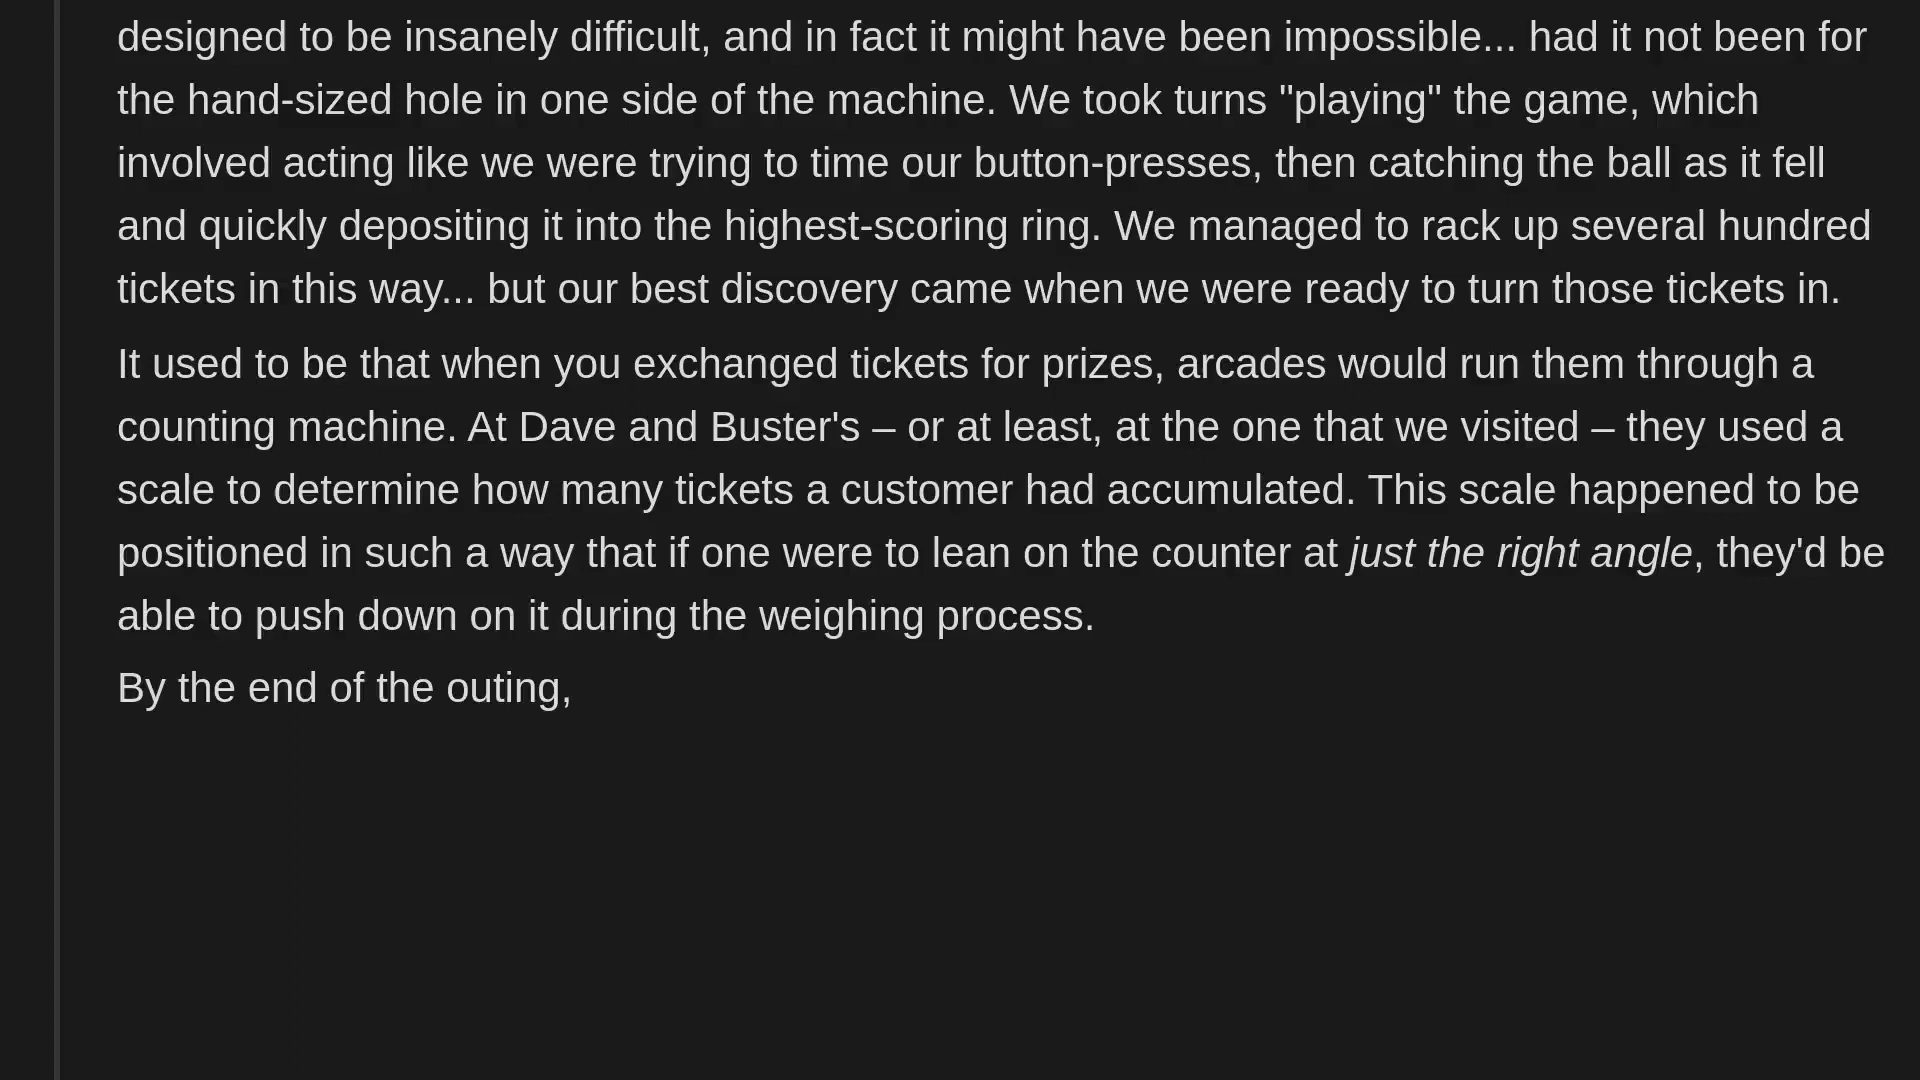 designed to be insanely difficult, and in fact it might have been impossible... had it not been for
the hand-sized hole in one side of the machine. We took turns "playing" the game, which
involved acting like we were trying to time our button-presses, then catching the ball as it fell
and quickly depositing it into the highest-scoring ring. We managed to rack up several hundred
tickets in this way... but our best discovery came when we were ready to turn those tickets in.
It used to be that when you exchanged tickets for prizes, arcades would run them through a
counting machine. At Dave and Buster's – or at least, at the one that we visited – they used a
scale to determine how many tickets a customer had accumulated. This scale happened to be
positioned in such a way that if one were to lean on the counter at just the right angle, they'd be
able to push down on it during the weighing process.
By the end of the outing,